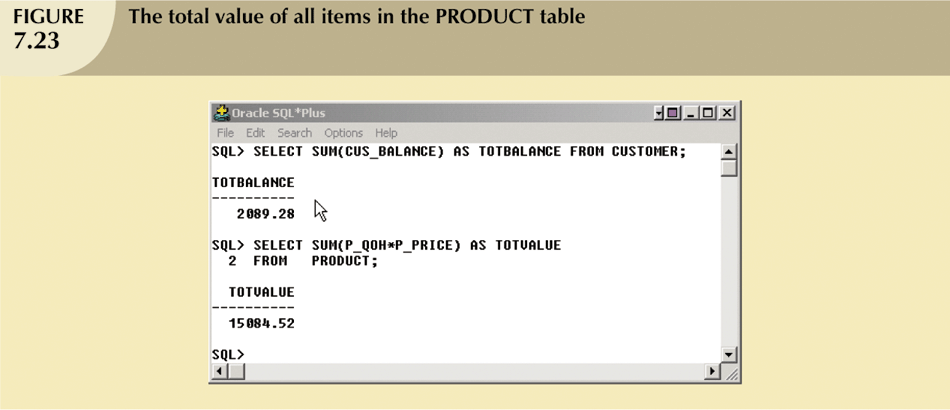 FIGURE
7.23
The total value of all items in the PRODUCT table
Oracle SQL*Plus
File Edit Search Options Help
SQL> SELECT SUM(CUS_BALANCE) AS TOTBALANCE FROM CUSTOMER;
TOTBALANCE
----------
2089.28
SQL> SELECT SUM(P_QOH*P_PRICE) AS TOTVALUE
2 FROM PRODUCT;
TOTVALUE
----------
15084.52
SQL>